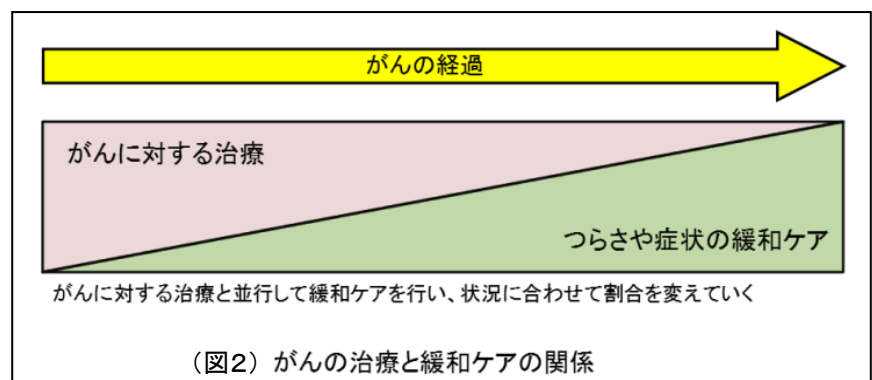 がんの経過
がんに対する治療
つらさや症状の緩和ケア
がんに対する治療と並行して緩和ケアを行い、状況に合わせて割合を変えていく
（図２）がんの治療と緩和ケアの関係